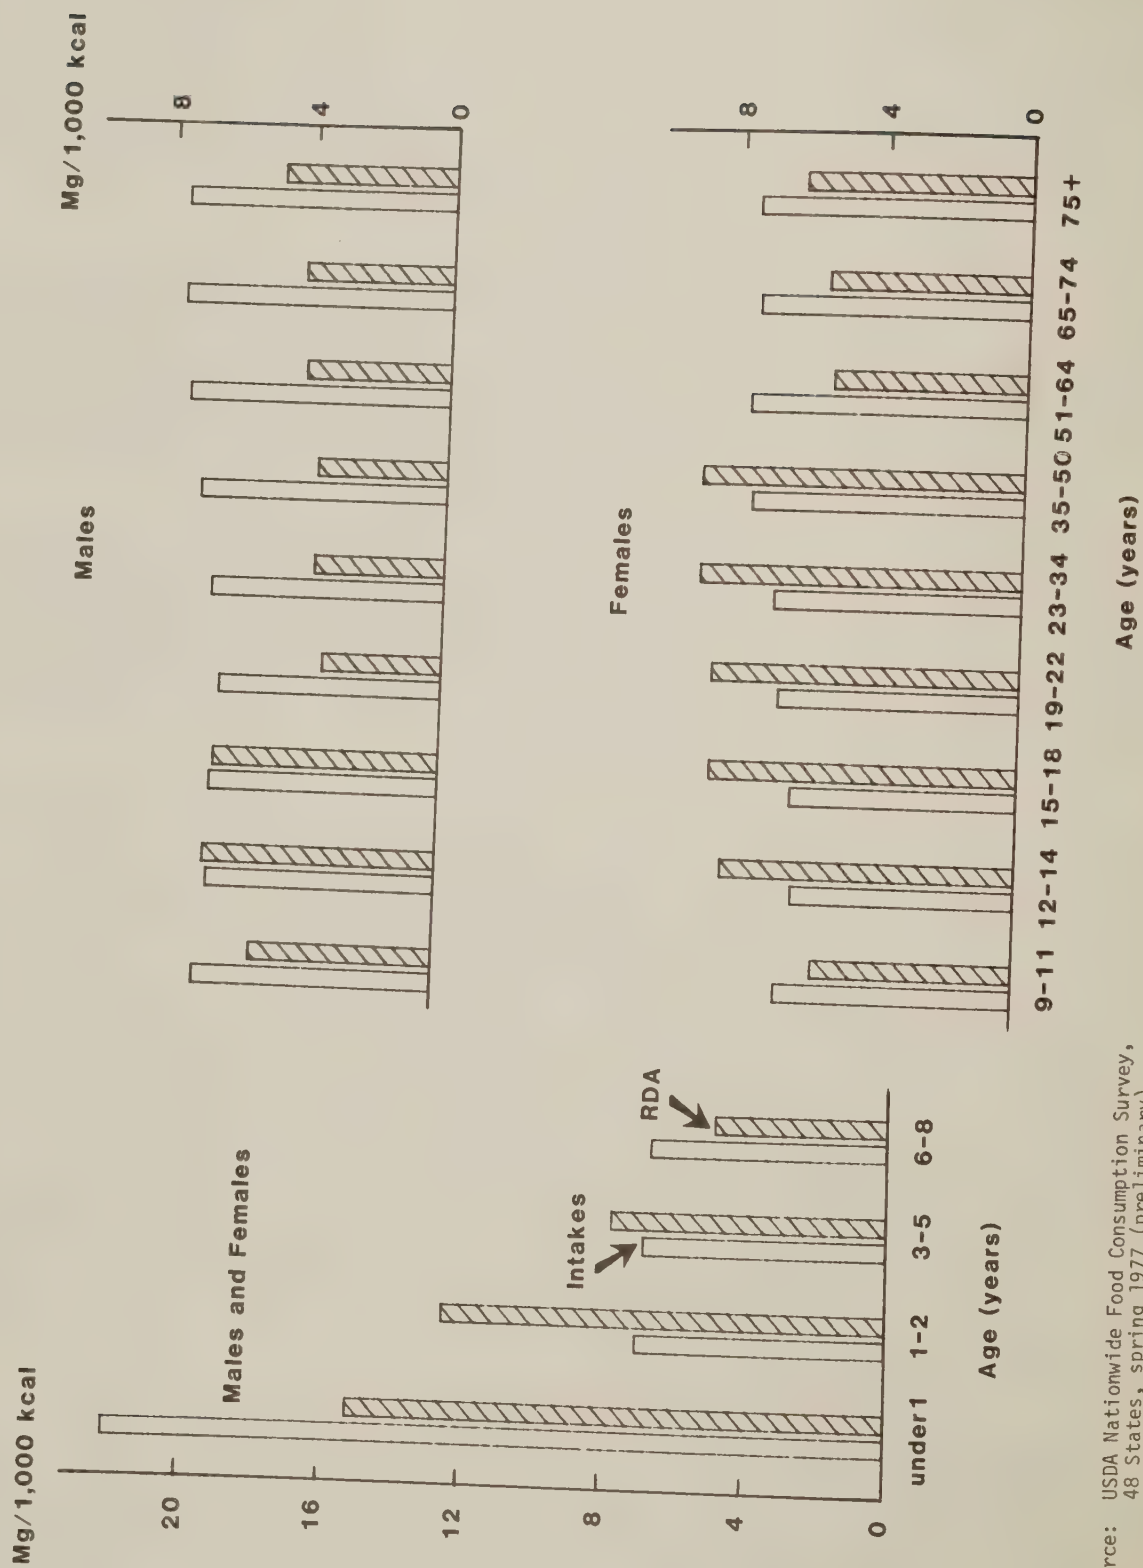 Mg/1,000 kcal
20
16
12
8
4
0
Males and Females
Intakes
RDA
under1 1-2 3-5 6-8
Age (years)
Males
Mg/1,000 kcal
8
4
0
Females
8
4
0
9-11 12-14 15-18 19-22 23-34 35-50 51-64 65-74 75+
Age (years)
rce: USDA Nationwide Food Consumption Survey,
48 States, spring 1977 (preliminary)